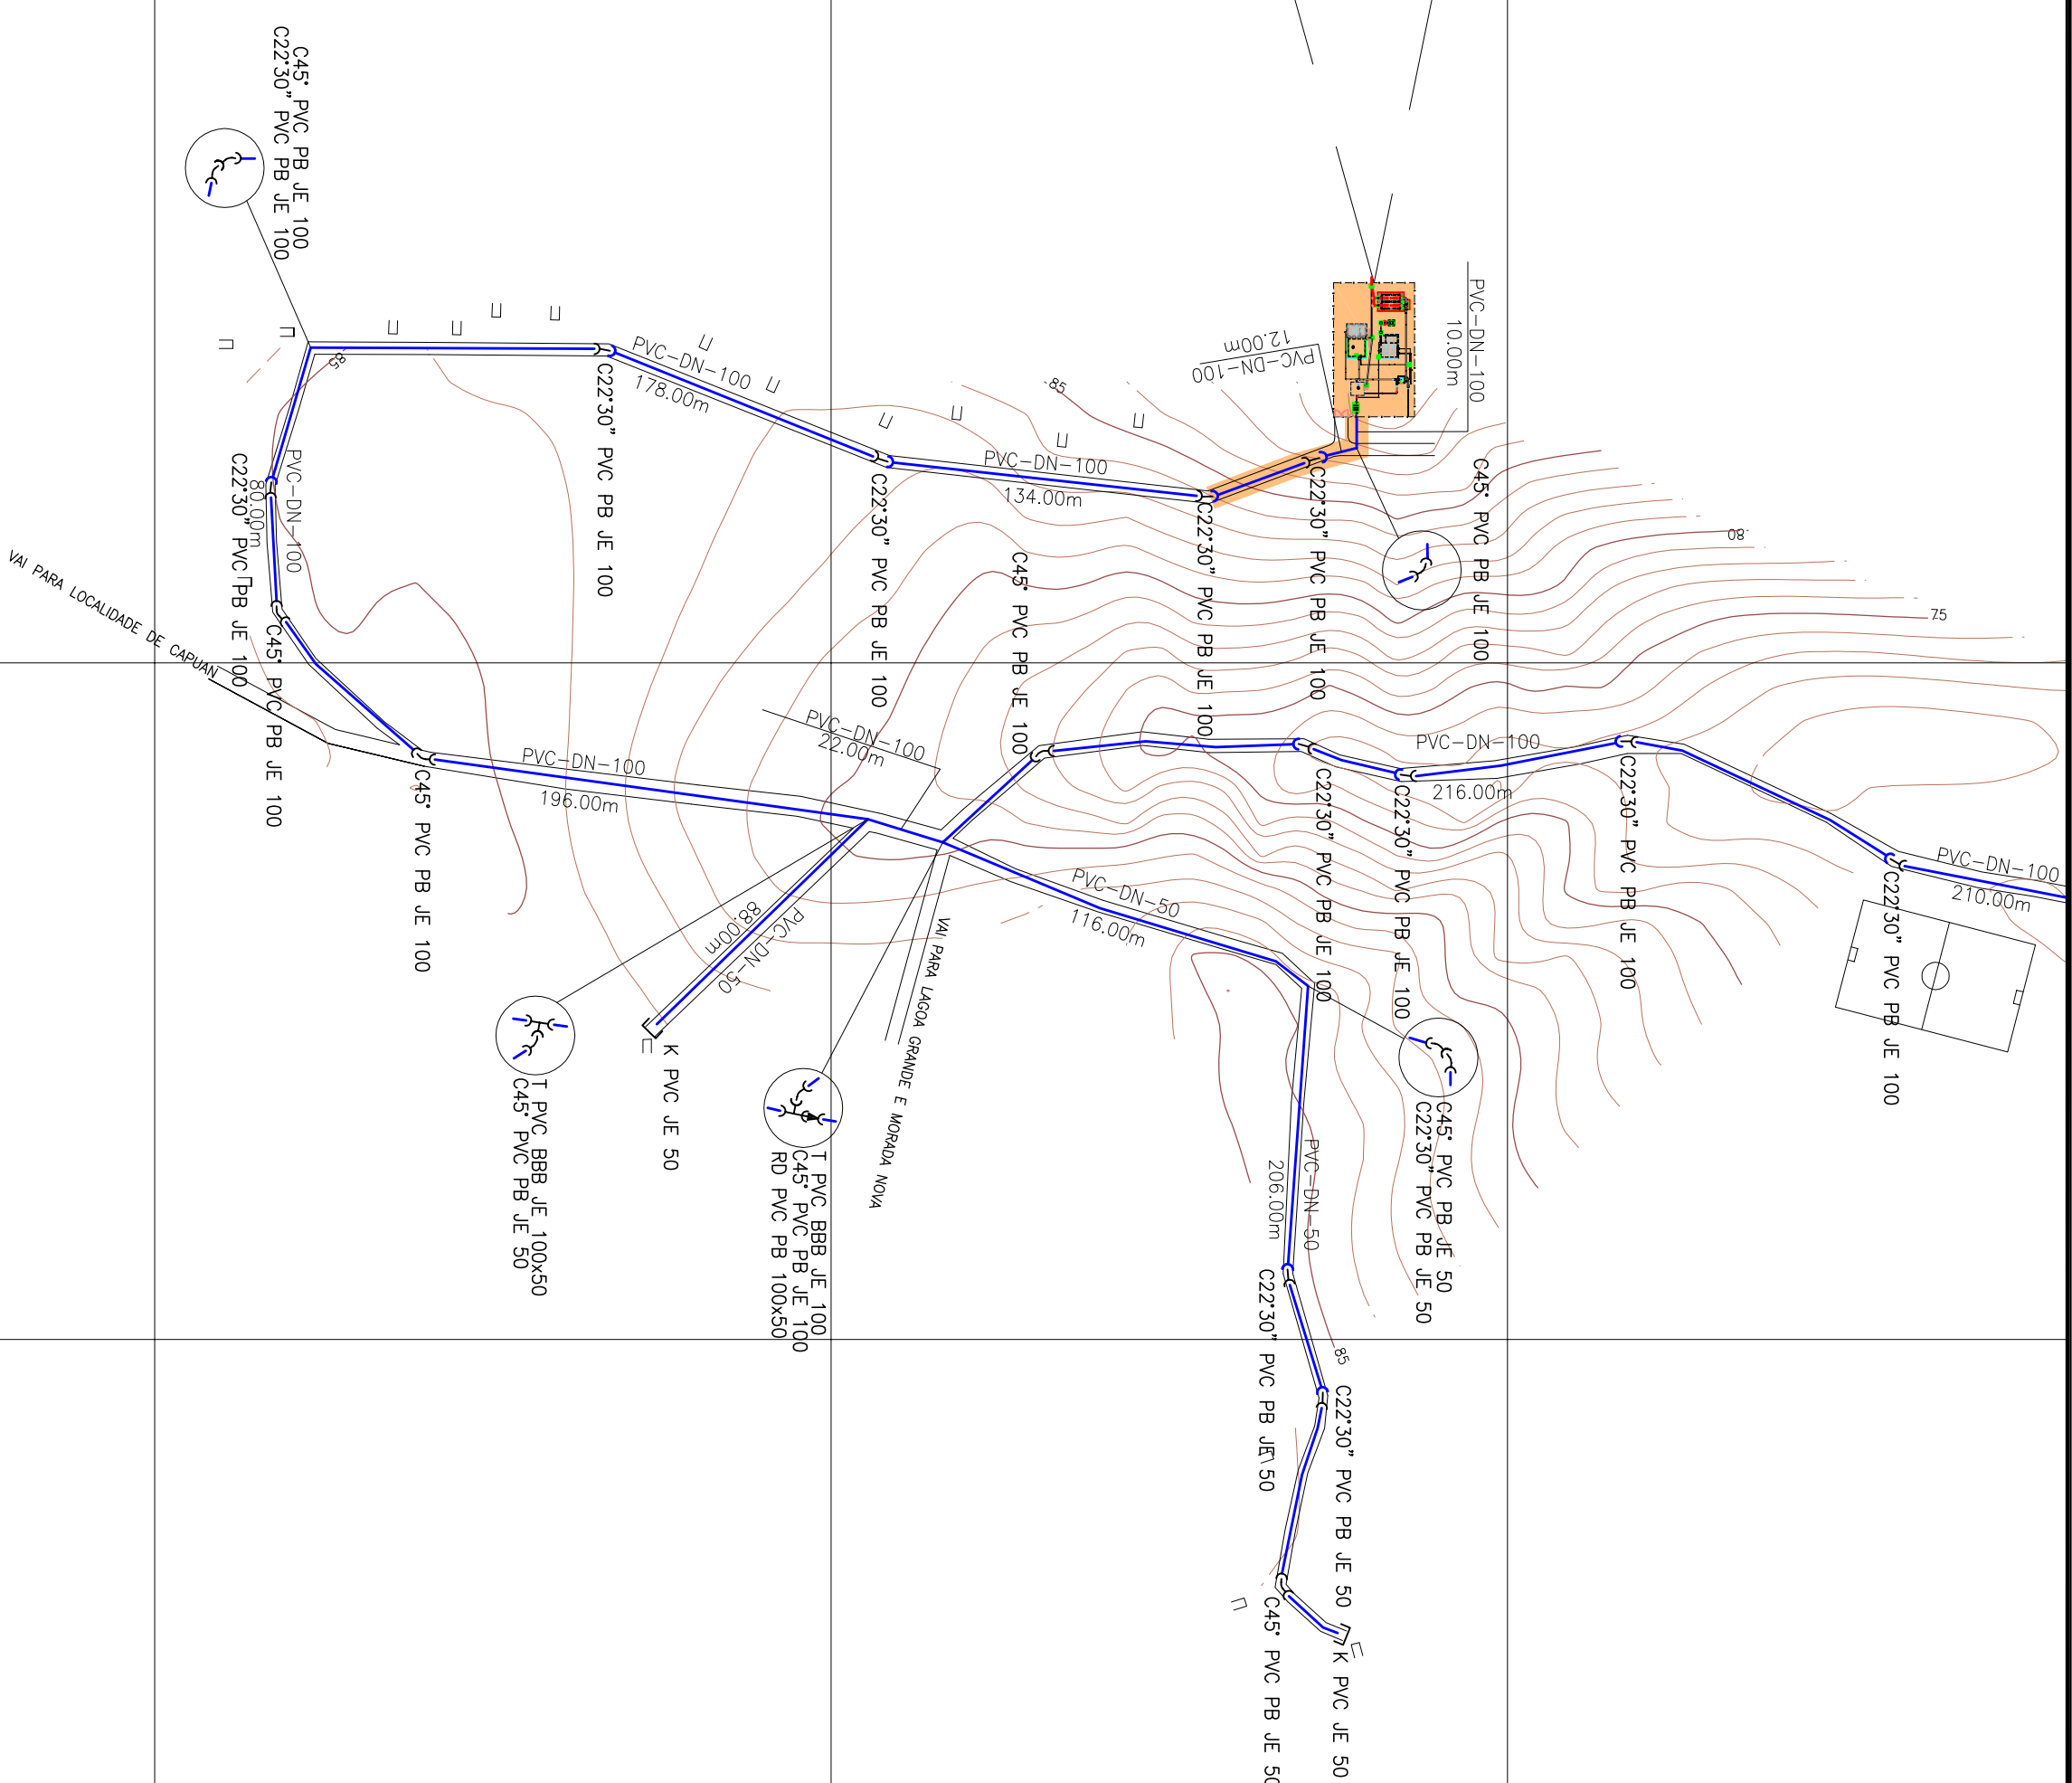 C45° PVC PB JE 100
C22°30" PVC PB JE 100
PVC-DN-100
10.00m
PVC-DN-100
12.00m
C45° PVC PB JE 100
C22°30" PVC PB JE 100
85
85
80
75
PVC-DN-100
178.00m
C22°30" PVC PB JE 100
PVC-DN-100
134.00m
C22°30" PVC PB JE 100
C22°30" PVC PB JE 100
C45° PVC PB JE 100
PVC-DN-100
80.00m
C22°30" PVC PB JE 100
C45° PVC PB JE 100
VAI PARA LOCALIDADE DE CAPUAN
C45° PVC PB JE 100
PVC-DN-100
196.00m
PVC-DN-100
22.00m
PVC-DN-100
216.00m
C22°30" PVC PB JE 100
C22°30" PVC PB JE 100
C22°30" PVC PB JE 100
PVC-DN-100
210.00m
C22°30" PVC PB JE 100
PVC-DN-50
116.00m
PVC-DN-50
88.00m
VAI PARA LAGOA GRANDE E MORADA NOVA
K PVC JE 50
T PVC BBB JE 100x50
C45° PVC PB JE 50
T PVC BBB JE 100
C45° PVC PB JE 100
RD PVC PB 100x50
C45° PVC PB JE 50
C22°30" PVC PB JE 50
PVC-DN-50
206.00m
C22°30" PVC PB JE 50
85
C22°30" PVC PB JE 50
C45° PVC PB JE 50
K PVC JE 50